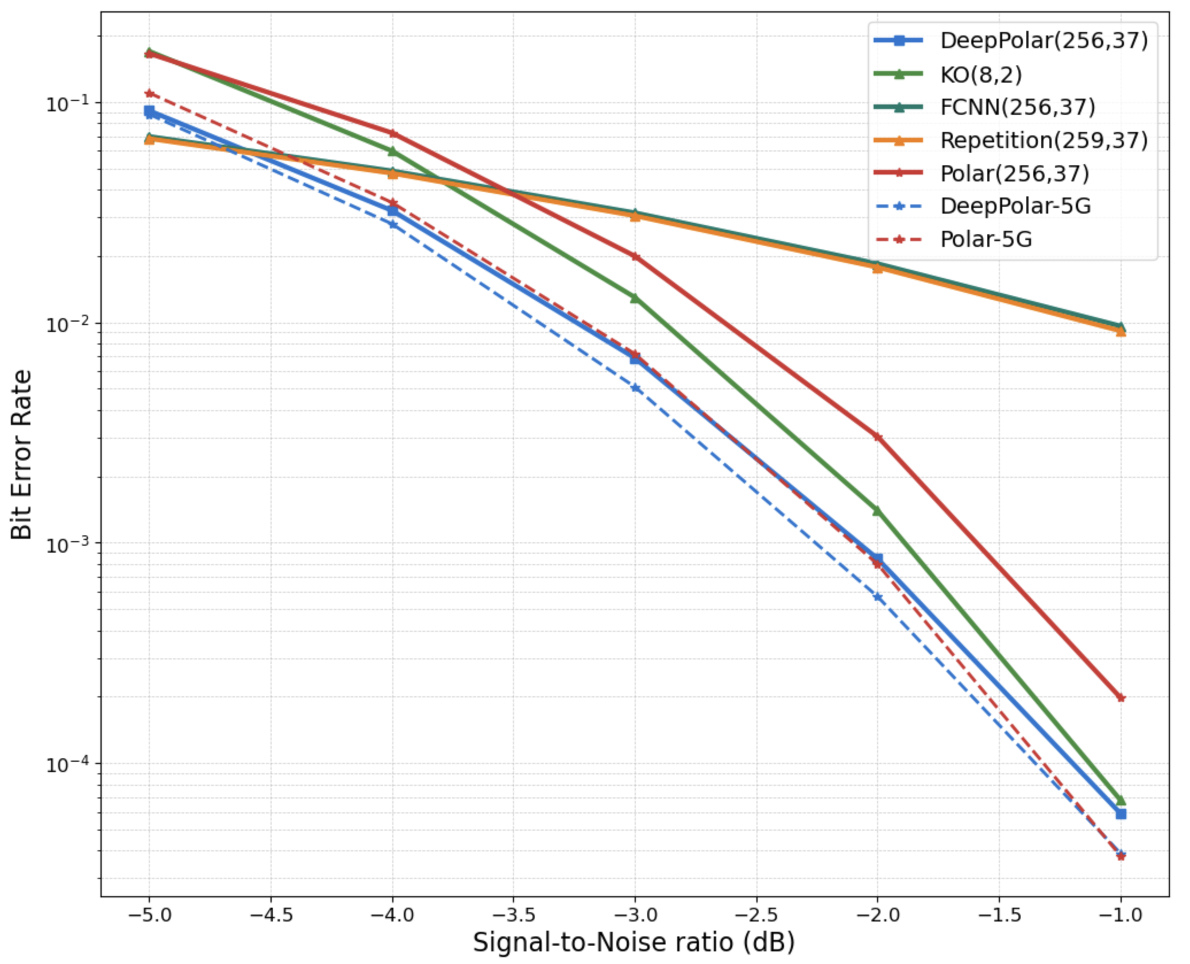 DeepPolar(256,37)
KO(8,2)
FCNN(256,37)
Repetition(259,37)
Polar(256,37)
DeepPolar-5G
Polar-5G
10⁻¹
10⁻²
10⁻³
10⁻⁴
Bit Error Rate
−5.0 −4.5 −4.0 −3.5 −3.0 −2.5 −2.0 −1.5 −1.0
Signal-to-Noise ratio (dB)